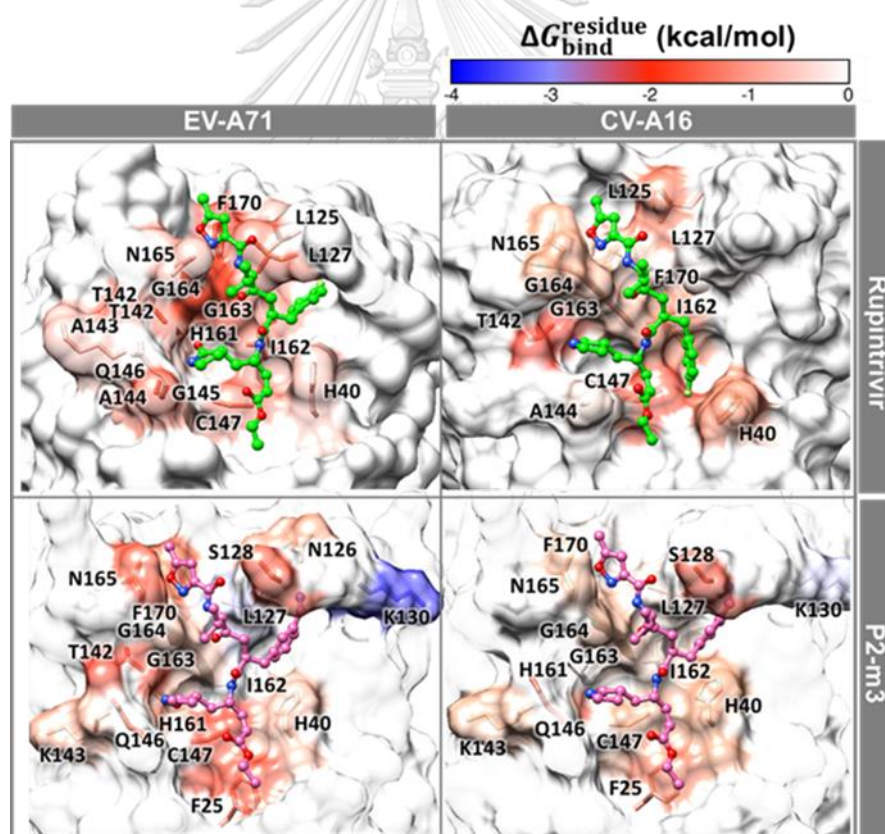 ΔG_bind^residue (kcal/mol)
-4 -3 -2 -1 0
EV-A71 CV-A16
Rupintrivir
F170
L125
N165
L127
G164
T142
G163
T142
A143
H161
I162
Q146
A144
G145
H40
C147
L125
N165
L127
G164
F170
T142
G163
I162
C147
A144
H40
P2-m3
S128
N126
N165
F170
L127
K130
G164
T142
G163
I162
H161
H40
Q146
K143
C147
F25
F170
S128
N165
L127
K130
G164
G163
I162
H161
H40
Q146
C147
K143
F25